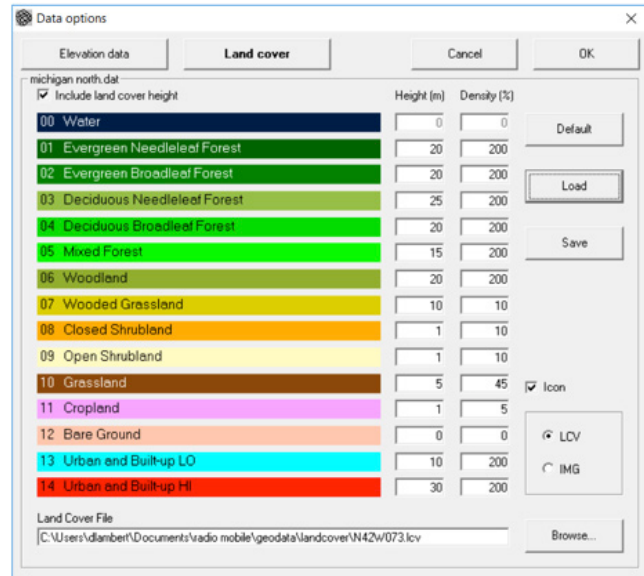 Data options
Elevation data Land cover Cancel OK
michigan north.dat
Include land cover height Height (m) Density (%)
00 Water 0 0 Default
01 Evergreen Needleleaf Forest 20 200
02 Evergreen Broadleaf Forest 20 200 Load
03 Deciduous Needleleaf Forest 25 200
04 Deciduous Broadleaf Forest 20 200
05 Mixed Forest 15 200 Save
06 Woodland 20 200
07 Wooded Grassland 10 10
08 Closed Shrubland 1 10
09 Open Shrubland 1 10
10 Grassland 5 45 Icon
11 Cropland 1 5
12 Bare Ground 0 0 LCV
13 Urban and Built-up LO 10 200 IMG
14 Urban and Built-up HI 30 200
Land Cover File
C:\Users\dlambert\Documents\radio mobile\geodata\landcover\N42W073.lcv Browse...